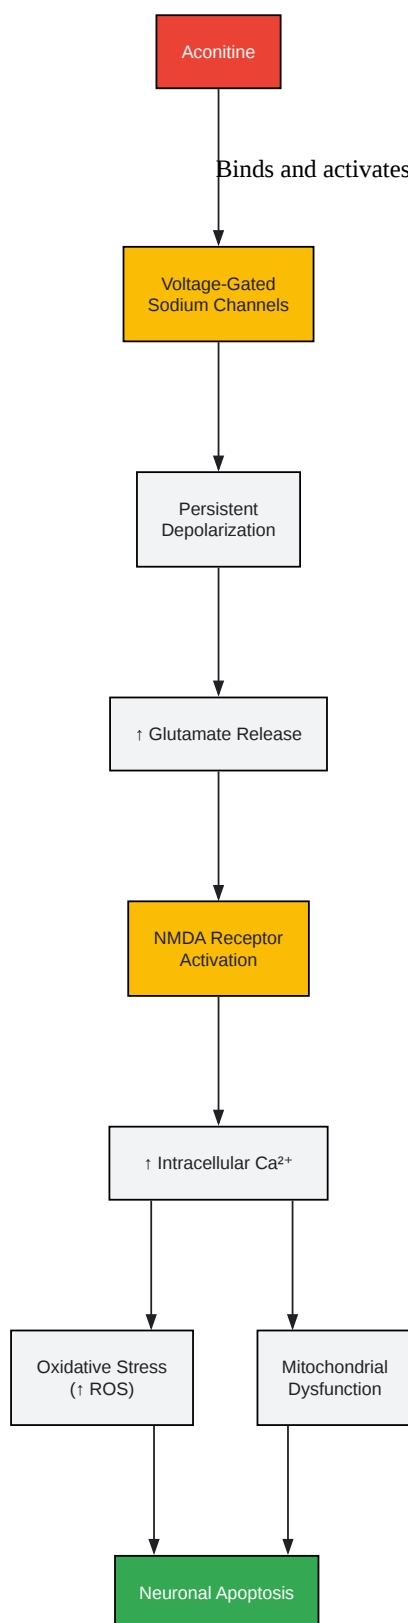 Aconitine
Binds and activates
Voltage-Gated
Sodium Channels
Persistent
Depolarization
↑ Glutamate Release
NMDA Receptor
Activation
↑ Intracellular Ca²⁺
Oxidative Stress
(↑ ROS)
Mitochondrial
Dysfunction
Neuronal Apoptosis